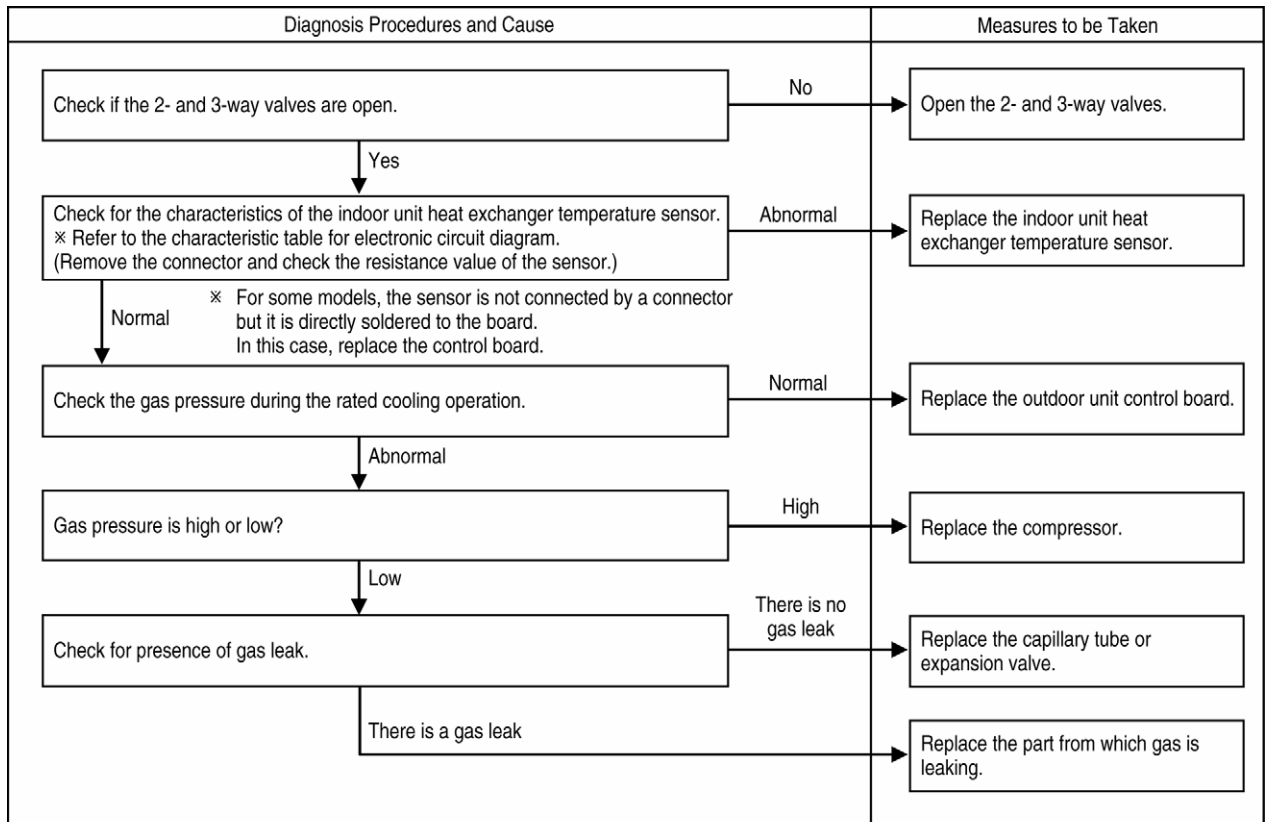 Diagnosis Procedures and Cause
Measures to be Taken
Check if the 2- and 3-way valves are open.
No
Open the 2- and 3-way valves.
Yes
Check for the characteristics of the indoor unit heat exchanger temperature sensor.
※ Refer to the characteristic table for electronic circuit diagram.
(Remove the connector and check the resistance value of the sensor.)
Abnormal
Replace the indoor unit heat
exchanger temperature sensor.
Normal
※ For some models, the sensor is not connected by a connector
but it is directly soldered to the board.
In this case, replace the control board.
Check the gas pressure during the rated cooling operation.
Normal
Replace the outdoor unit control board.
Abnormal
Gas pressure is high or low?
High
Replace the compressor.
Low
Check for presence of gas leak.
There is no
gas leak
Replace the capillary tube or
expansion valve.
There is a gas leak
Replace the part from which gas is
leaking.